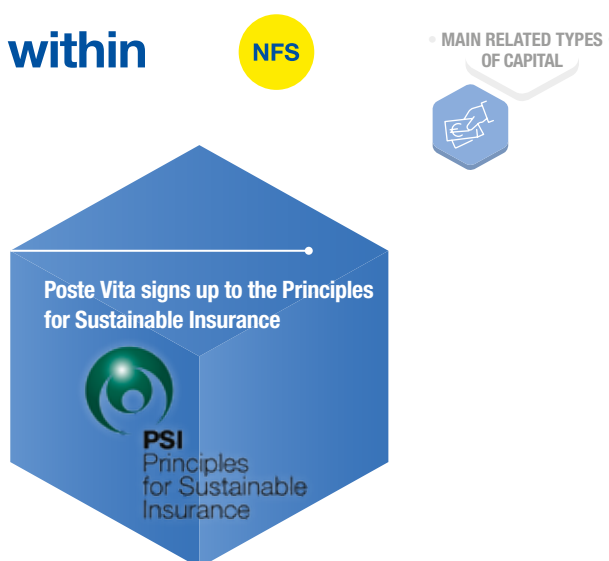 within
NFS
• MAIN RELATED TYPES
OF CAPITAL
€
Poste Vita signs up to the Principles
for Sustainable Insurance
PSI
Principles
for Sustainable
Insurance